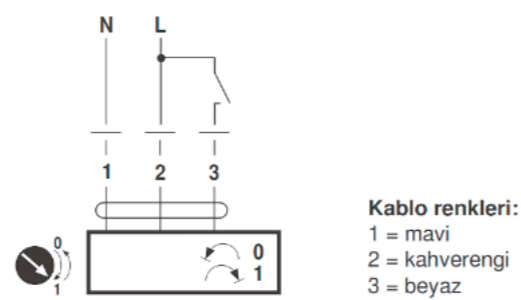 N L
1 2 3
0
1
0
1
Kablo renkleri:
1 = mavi
2 = kahverengi
3 = beyaz